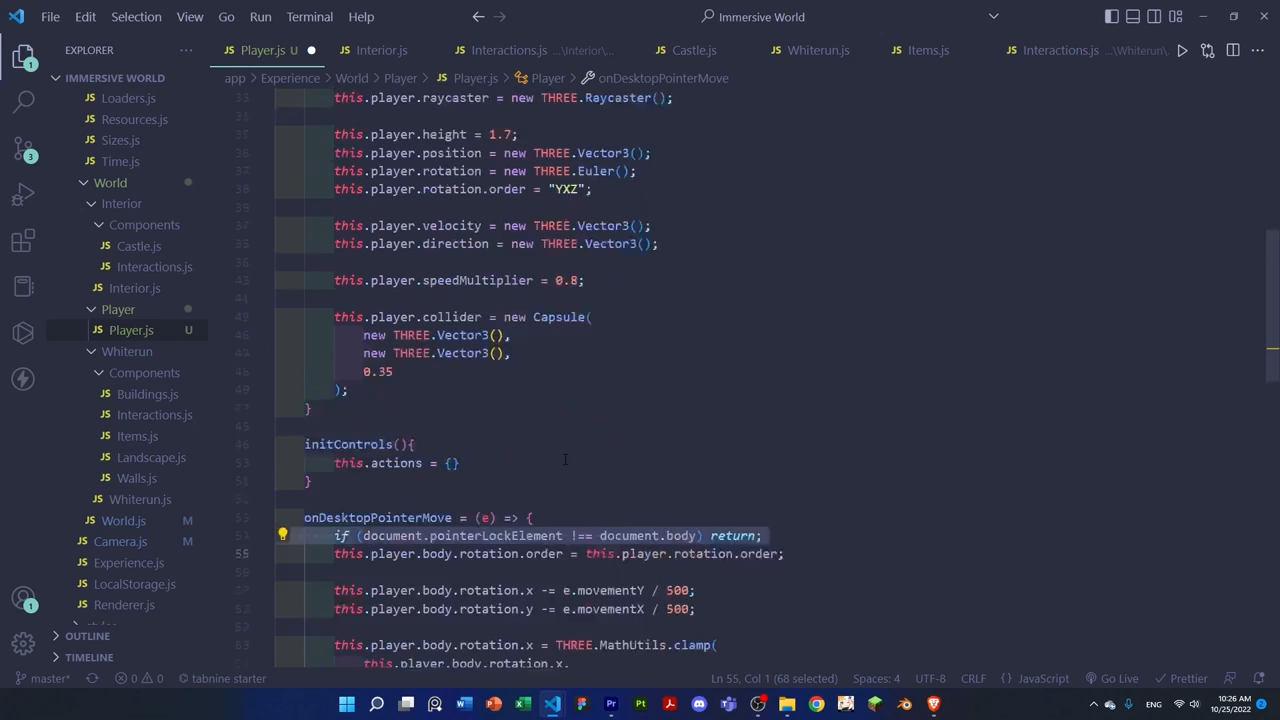 File Edit Selection View Go Run Terminal Help
Immersive World
EXPLORER
Player.js U
Interior.js
Interactions.js ...\Interior\...
Castle.js
Whiterun.js
Items.js
Interactions.js ...\Whiterun\.
app > Experience > World > Player > Player.js > Player > onDesktopPointerMove
IMMERSIVE WORLD
Loaders.js
Resources.js
Sizes.js
Time.js
World
Interior
Components
Castle.js
Interactions.js
Interior.js
Player
Player.js U
Whiterun
Components
Buildings.js
Interactions.js
Items.js
Landscape.js
Walls.js
Whiterun.js
World.js M
Camera.js M
Experience.js
LocalStorage.js
Renderer.js
OUTLINE
TIMELINE
this.player.raycaster = new THREE.Raycaster();
this.player.height = 1.7;
this.player.position = new THREE.Vector3();
this.player.rotation = new THREE.Euler();
this.player.rotation.order = "YXZ";
this.player.velocity = new THREE.Vector3();
this.player.direction = new THREE.Vector3();
this.player.speedMultiplier = 0.8;
this.player.collider = new Capsule(
new THREE.Vector3(),
new THREE.Vector3(),
0.35
);
}
initControls(){
this.actions = {}
}
onDesktopPointerMove = (e) => {
if (document.pointerLockElement !== document.body) return;
55 this.player.body.rotation.order = this.player.rotation.order;
this.player.body.rotation.x -= e.movementY / 500;
this.player.body.rotation.y -= e.movementX / 500;
this.player.body.rotation.x = THREE.MathUtils.clamp(
this.player.body.rotation.x,
master* 0 0 tabnine starter
Ln 55, Col 1 (68 selected) Spaces: 4 UTF-8 CRLF JavaScript Go Live Prettier
ENG
10:26 AM
10/25/2022